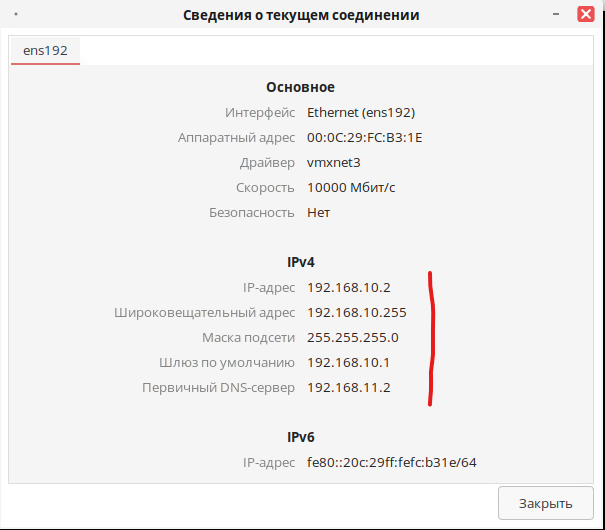 Сведения о текущем соединении
ens192
Основное
Интерфейс Ethernet (ens192)
Аппаратный адрес 00:0C:29:FC:B3:1E
Драйвер vmxnet3
Скорость 10000 Мбит/с
Безопасность Нет
IPv4
IP-адрес 192.168.10.2
Широковещательный адрес 192.168.10.255
Маска подсети 255.255.255.0
Шлюз по умолчанию 192.168.10.1
Первичный DNS-сервер 192.168.11.2
IPv6
IP-адрес fe80::20c:29ff:fefc:b31e/64
Закрыть